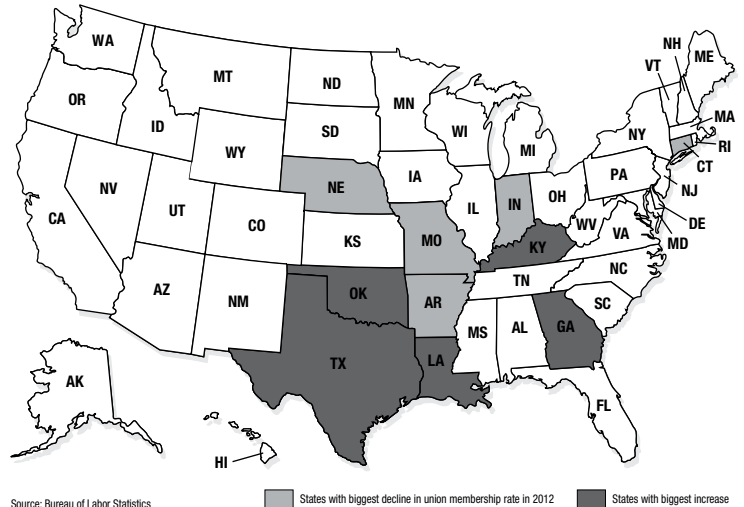 WA
NH
ME
VT
MT
ND
OR
MN
ID
SD
WI
NY
MA
MI
RI
WY
CT
IA
PA
NJ
NE
NV
OH
IL
IN
UT
DE
CO
WV
CA
VA
KS
MO
KY
MD
NC
TN
OK
AZ
NM
AR
SC
MS
AL
GA
TX
LA
AK
FL
HI
Source: Bureau of Labor Statistics
States with biggest decline in union membership rate in 2012
States with biggest increase